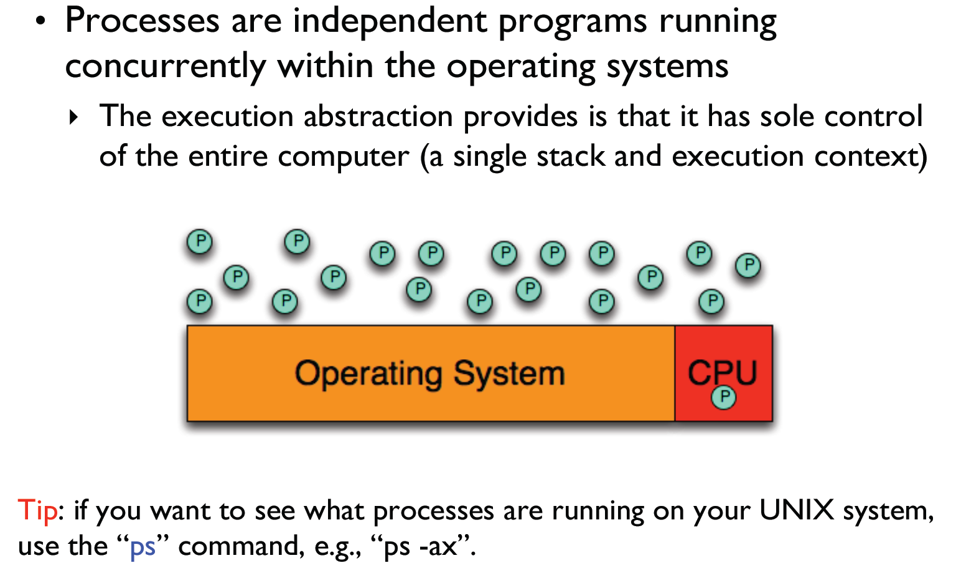 • Processes are independent programs running
concurrently within the operating systems
‣ The execution abstraction provides is that it has sole control
of the entire computer (a single stack and execution context)
P P P P P P P P P
P P P P P P P P P P P
Operating System CPU
P
Tip: if you want to see what processes are running on your UNIX system,
use the “ps” command, e.g., “ps -ax”.